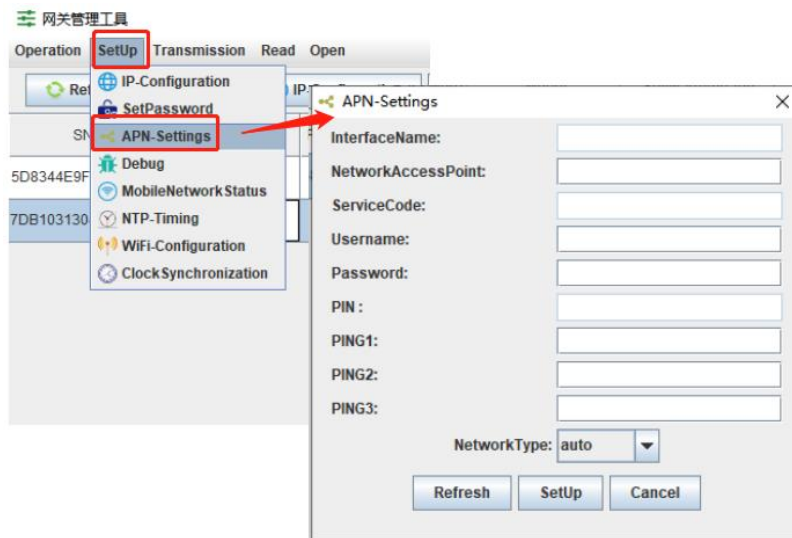 网关管理工具
Operation SetUp Transmission Read Open
IP-Configuration
SetPassword
SN
APN-Settings
5D8344E9F
Debug
MobileNetworkStatus
7DB103130
NTP-Timing
WiFi-Configuration
ClockSynchronization
APN-Settings
InterfaceName:
NetworkAccessPoint:
ServiceCode:
Username:
Password:
PIN :
PING1:
PING2:
PING3:
NetworkType: auto
Refresh SetUp Cancel